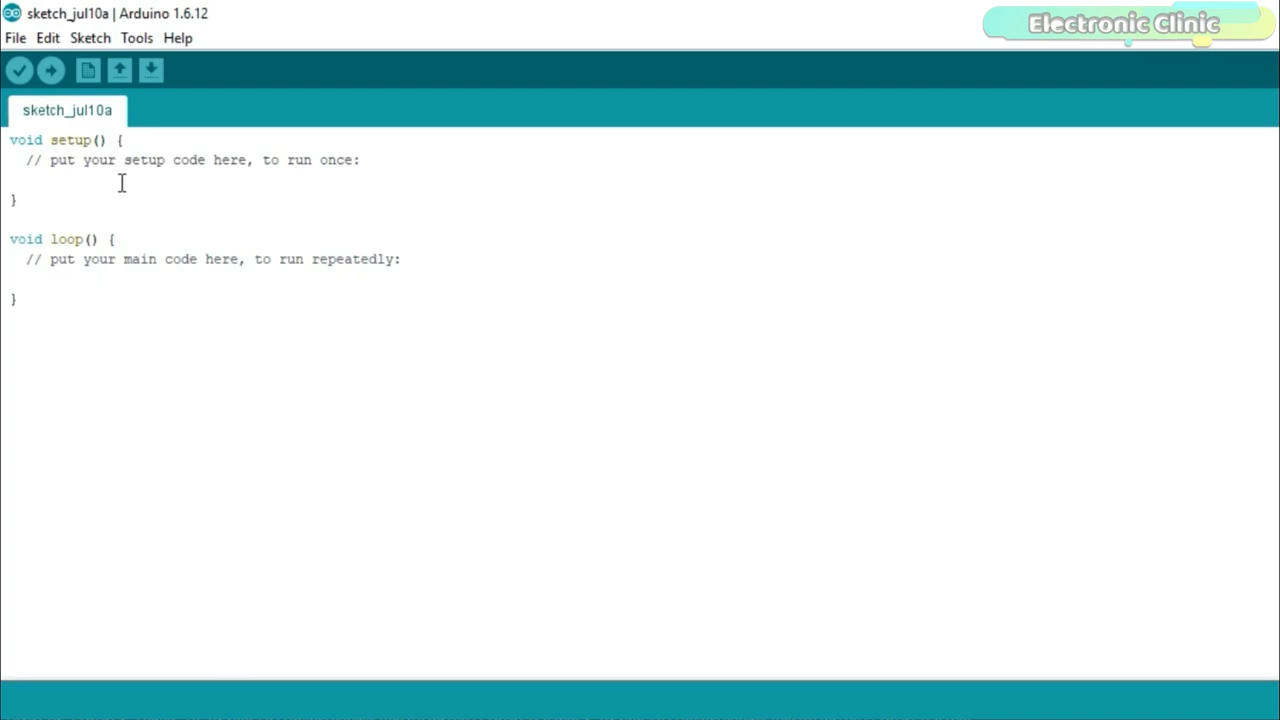 sketch_jul10a | Arduino 1.6.12
Electronic Clinic
File Edit Sketch Tools Help
sketch_jul10a
void setup() {
  // put your setup code here, to run once:

}

void loop() {
  // put your main code here, to run repeatedly:

}